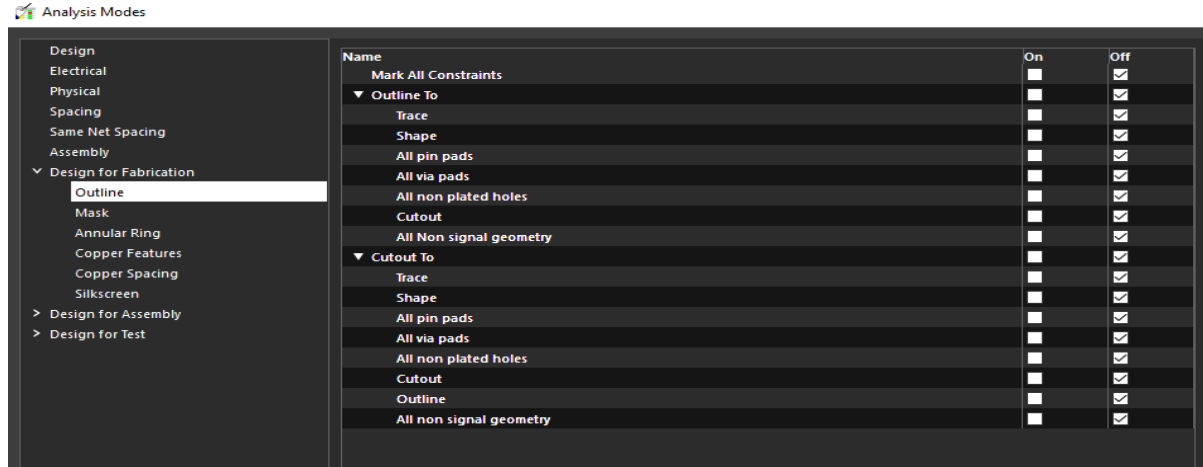 Analysis Modes
Design
Electrical
Physical
Spacing
Same Net Spacing
Assembly
Design for Fabrication
Outline
Mask
Annular Ring
Copper Features
Copper Spacing
Silkscreen
Design for Assembly
Design for Test
Name On Off
Mark All Constraints
Outline To
Trace
Shape
All pin pads
All via pads
All non plated holes
Cutout
All Non signal geometry
Cutout To
Trace
Shape
All pin pads
All via pads
All non plated holes
Cutout
Outline
All non signal geometry